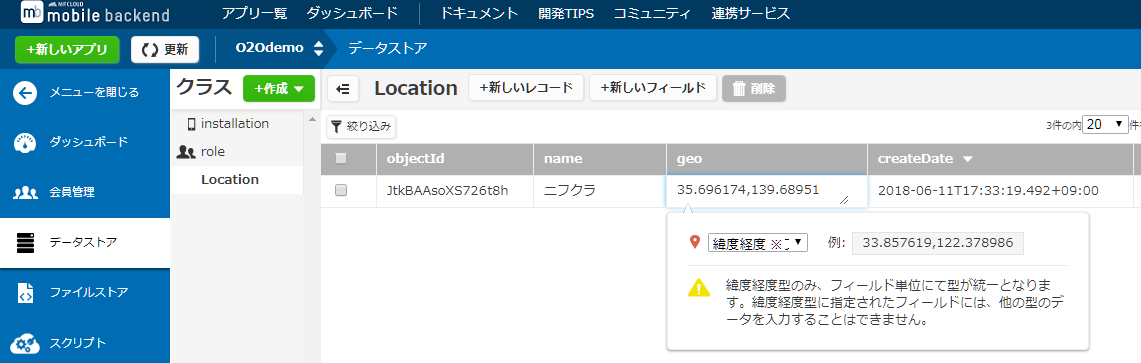 mb NIFCLOUD mobile backend アプリ一覧 ダッシュボード ドキュメント 開発TIPS コミュニティ 連携サービス
+新しいアプリ 更新 O2Odemo データストア
メニューを閉じる
ダッシュボード
会員管理
データストア
ファイルストア
スクリプト
クラス +作成
installation
role
Location
Location +新しいレコード +新しいフィールド 削除
絞り込み 3件の内 20 件
objectId name geo createDate
JtkBAAsoXS726t8h ニフクラ 35.696174,139.68951 2018-06-11T17:33:19.492+09:00
緯度経度 ※ 例: 33.857619,122.378986
緯度経度型のみ、フィールド単位にて型が統一となりま
す。緯度経度型に指定されたフィールドには、他の型のデ
ータを入力することはできません。